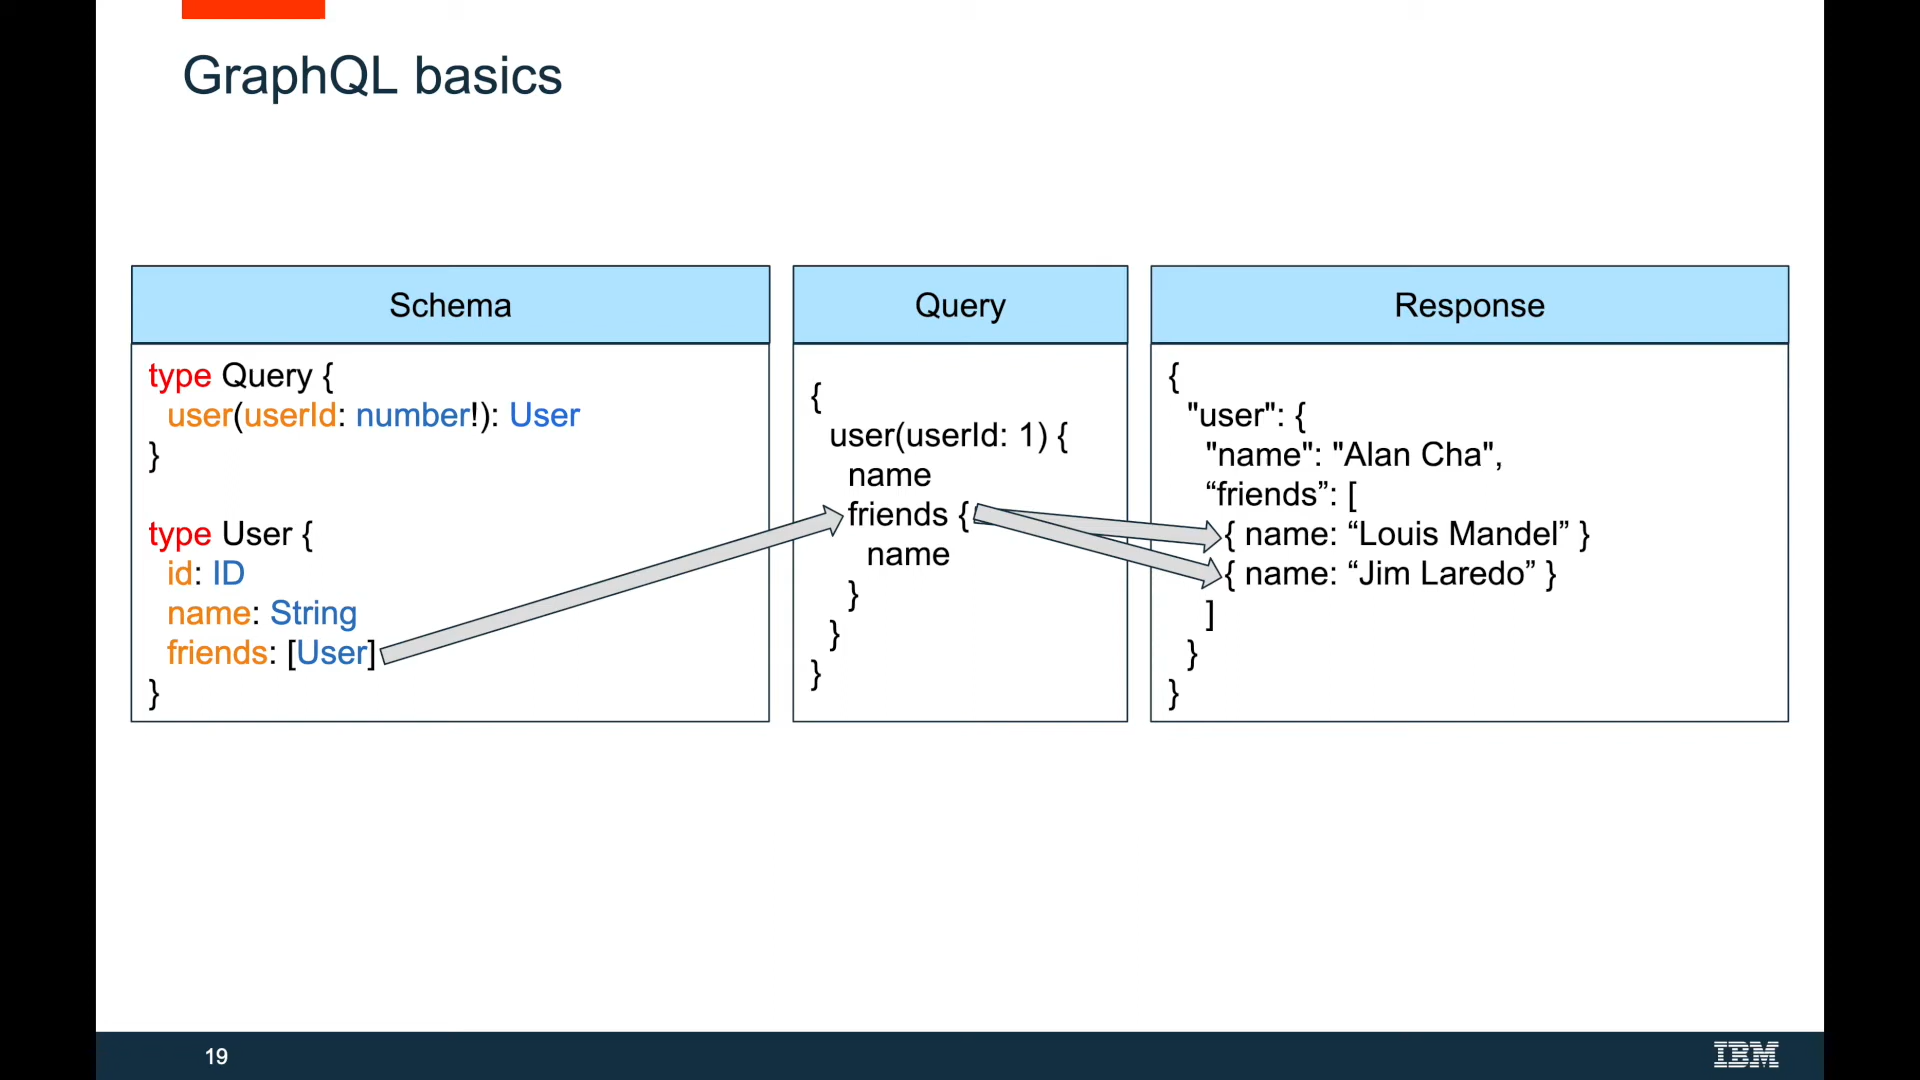 GraphQL basics
Schema
type Query {
user(userId: number!): User
}
type User {
id: ID
name: String
friends: [User]
}
Query
{
user(userId: 1) {
name
friends {
name
}
}
}
Response
{
"user": {
"name": "Alan Cha",
“friends”: [
{ name: “Louis Mandel” }
{ name: “Jim Laredo” }
]
}
}
19
IBM